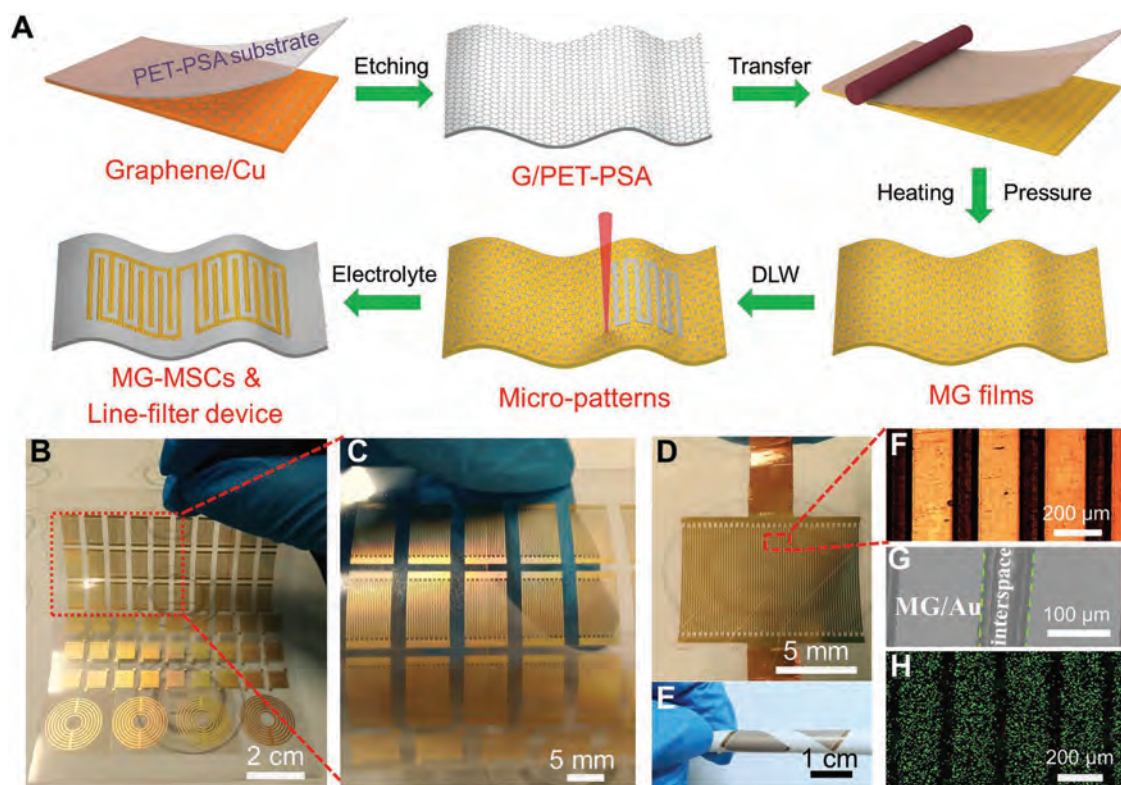 A
PET-PSA substrate
Etching
Transfer
Graphene/Cu
G/PET-PSA
Heating
Pressure
Electrolyte
DLW
MG-MSCs &
Line-filter device
Micro-patterns
MG films
B
2 cm
C
5 mm
D
5 mm
E
1 cm
F
200 μm
G
MG/Au
interspace
100 μm
H
200 μm